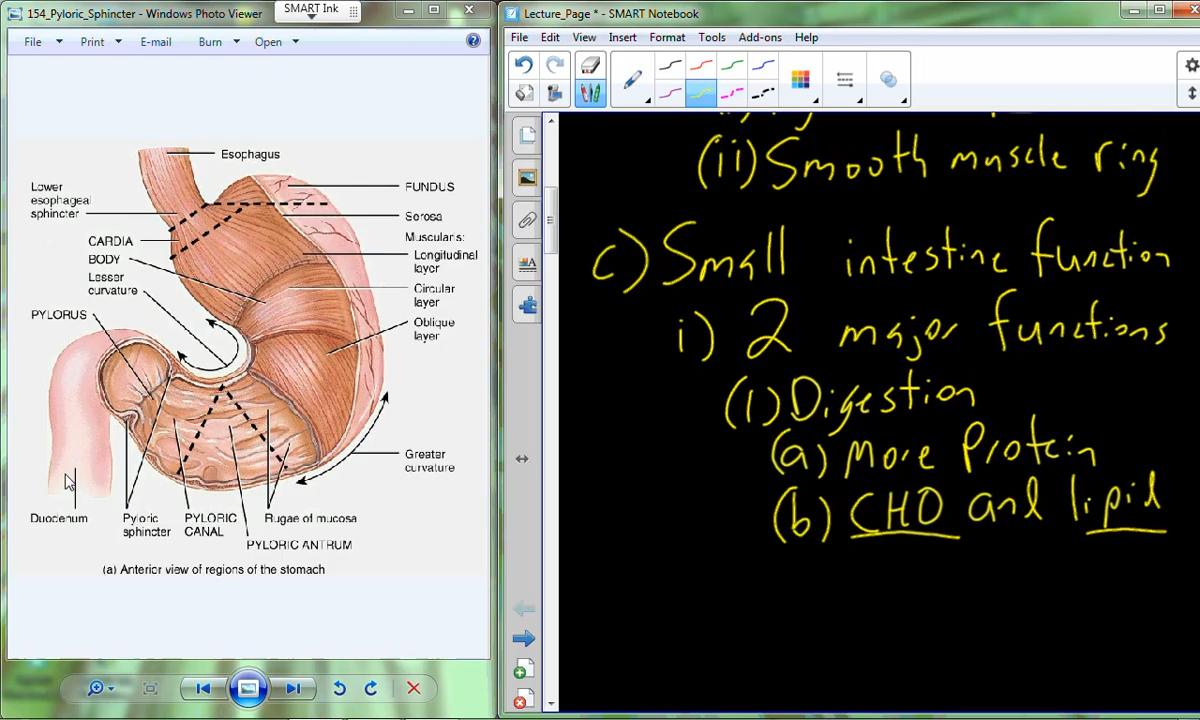 154_Pyloric_Sphincter - Windows Photo Viewer
SMART Ink
File Print E-mail Burn Open
Esophagus
Lower
esophageal
sphincter
FUNDUS
Serosa
Muscularis:
Longitudinal
layer
Circular
layer
Oblique
layer
CARDIA
BODY
Lesser
curvature
PYLORUS
Greater
curvature
Duodenum
Pyloric
sphincter
PYLORIC
CANAL
Rugae of mucosa
PYLORIC ANTRUM
(a) Anterior view of regions of the stomach
Lecture_Page * - SMART Notebook
File Edit View Insert Format Tools Add-ons Help
(ii) Smooth muscle ring
c) Small intestine function
i) 2 major functions
(1) Digestion
(a) More Protein
(b) CHO and lipid